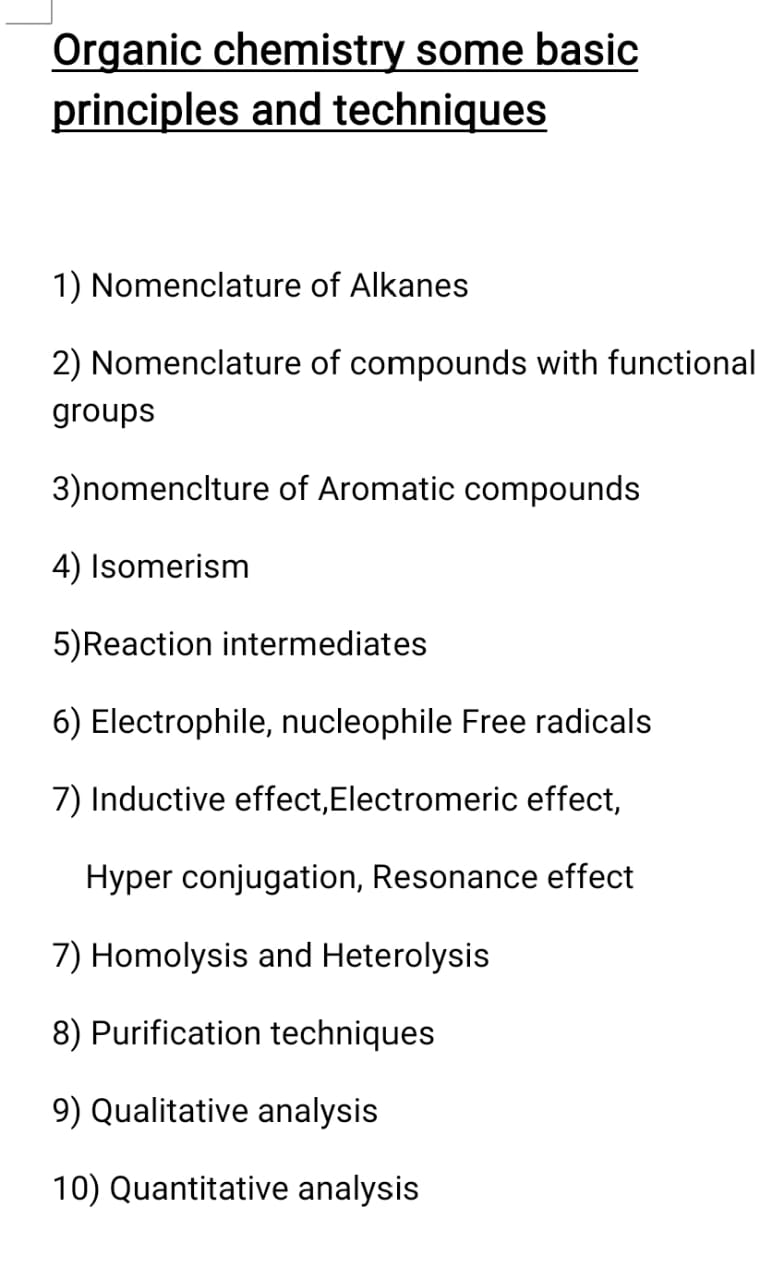 Organic chemistry some basic
principles and techniques
1) Nomenclature of Alkanes
2) Nomenclature of compounds with functional
groups
3)nomenclture of Aromatic compounds
4) Isomerism
5)Reaction intermediates
6) Electrophile, nucleophile Free radicals
7) Inductive effect,Electromeric effect,
Hyper conjugation, Resonance effect
7) Homolysis and Heterolysis
8) Purification techniques
9) Qualitative analysis
10) Quantitative analysis